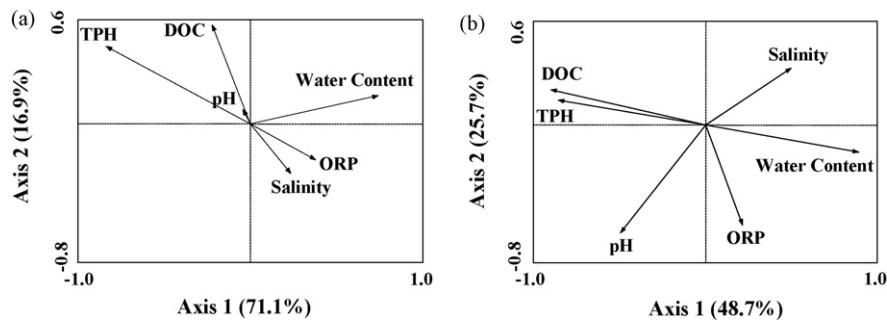 (a)
0.6
TPH
DOC
pH
Water Content
ORP
Salinity
Axis 2 (16.9%)
-0.8
-1.0
1.0
Axis 1 (71.1%)
(b)
0.6
DOC
TPH
Salinity
Water Content
pH
ORP
Axis 2 (25.7%)
-0.8
-1.0
1.0
Axis 1 (48.7%)